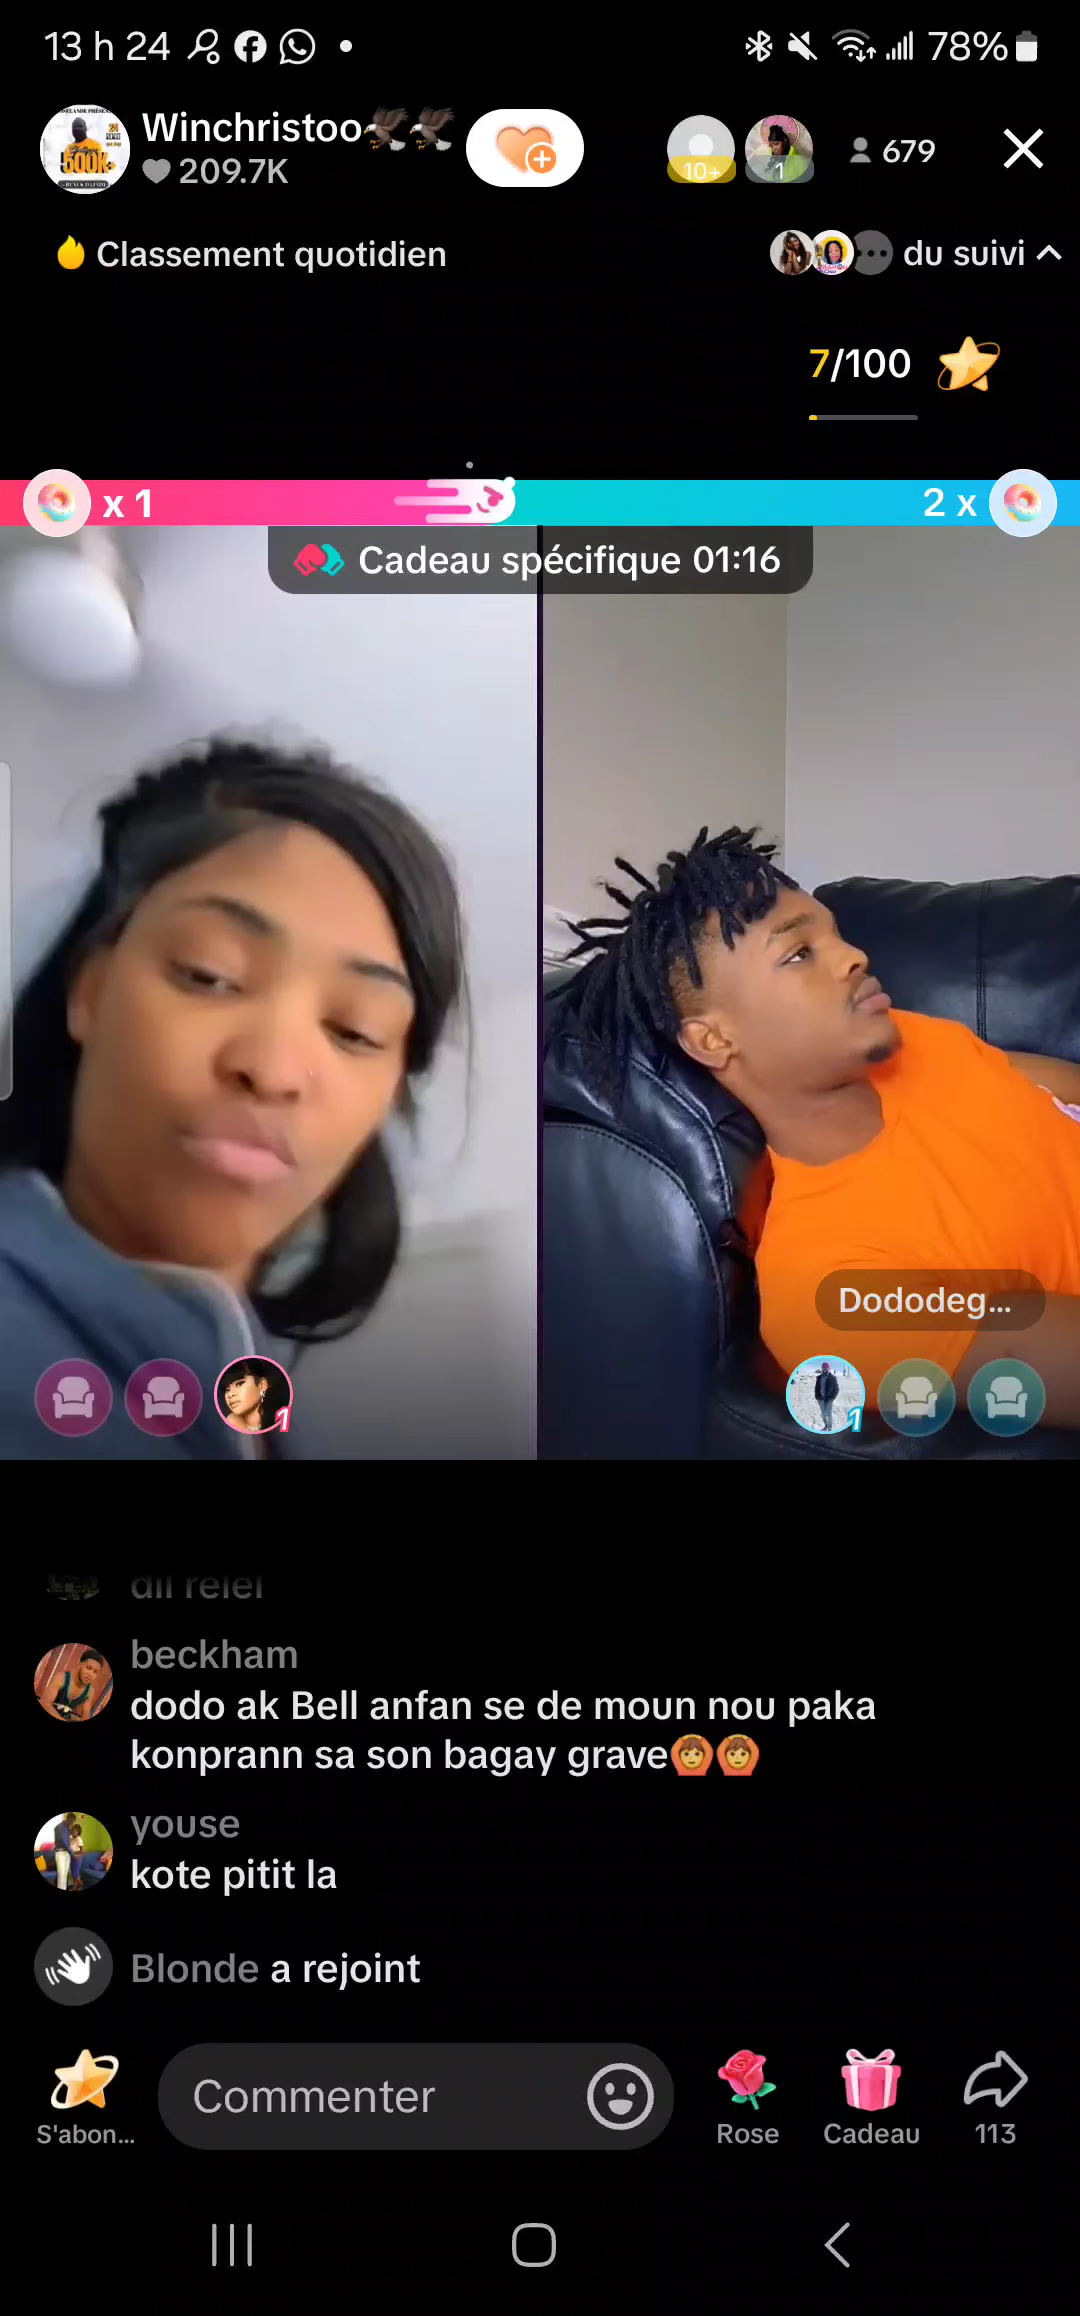 13 h 24
78%
Winchristoo
209.7K
10+
1
679
Classement quotidien
du suivi
7/100
x 1
2 x
Cadeau spécifique 01:16
Dododeg...
1
1
beckham
dodo ak Bell anfan se de moun nou paka
konprann sa son bagay grave
youse
kote pitit la
Blonde a rejoint
Commenter
S'abon...
Rose
Cadeau
113